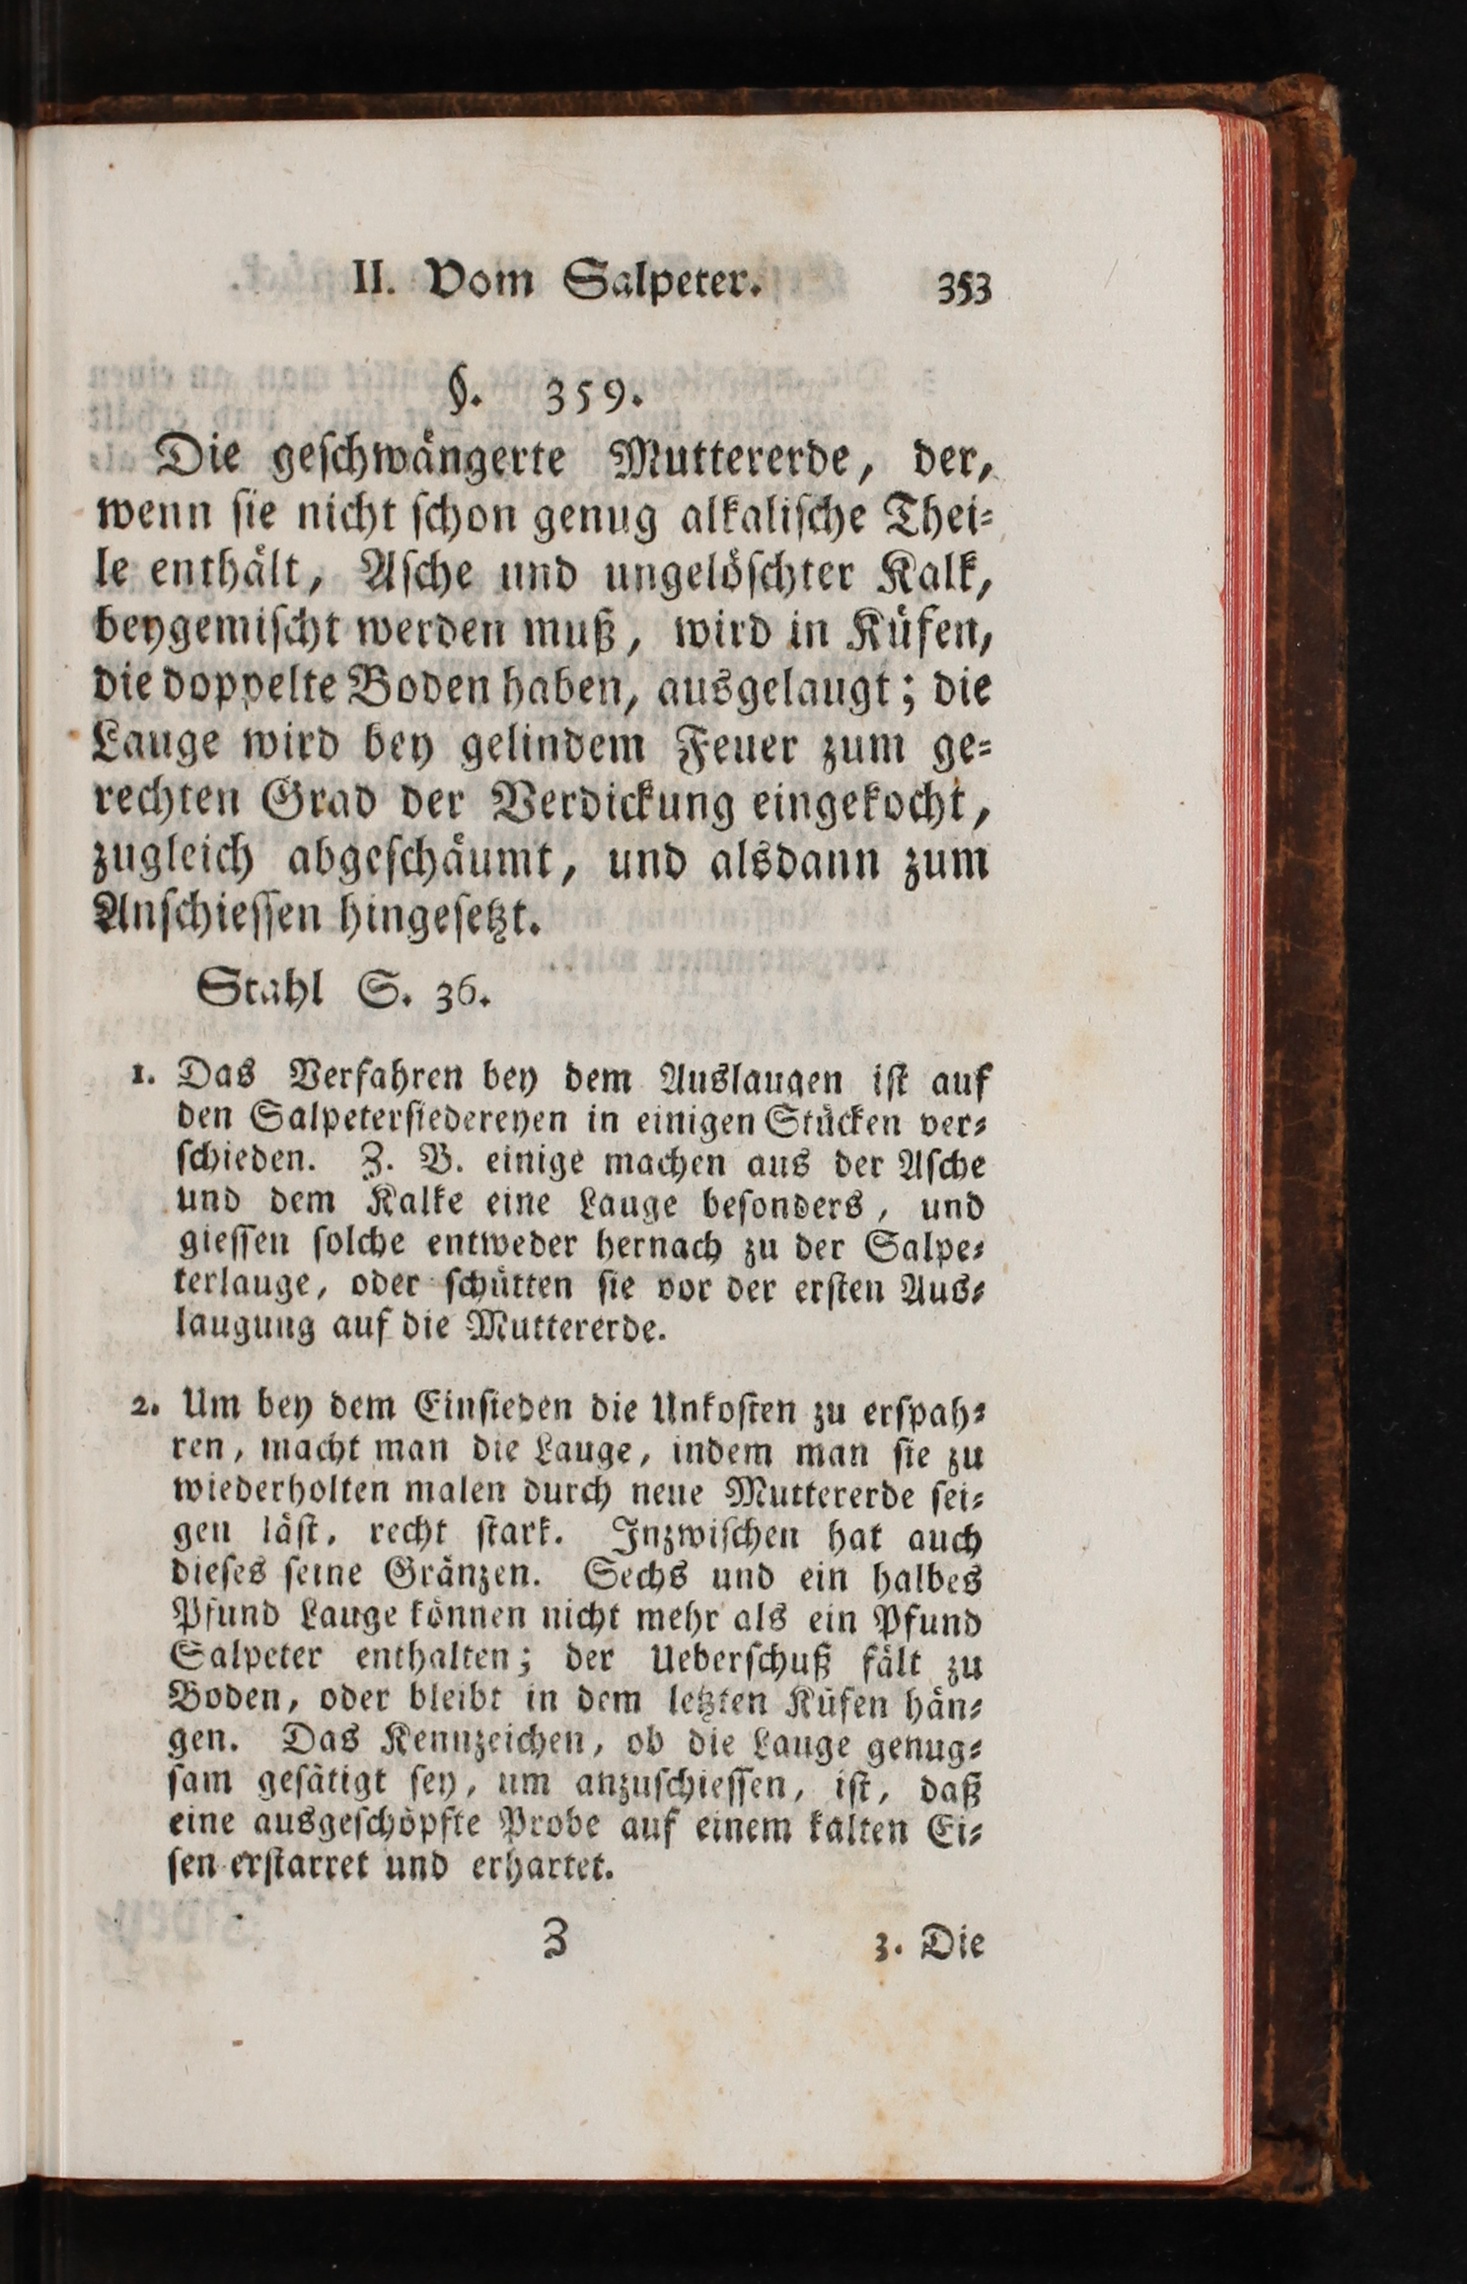 II. Vom Salpeter. 353
§. 359.
Die geſchwängerte Muttererde, der,
wenn ſie nicht ſchon genug alkaliſche Thei⸗
le enthält, Aſche und ungelöſchter Kalk,
beygemiſcht werden muß, wird in Küfen,
die doppelte Boden haben, ausgelaugt; die
Lauge wird bey gelindem Feuer zum ge⸗
rechten Grad der Verdickung eingekocht,
zugleich abgeſchäumt, und alsdann zum
Anſchieſſen hingeſetzt.
Stahl S. 36.
1. Das Verfahren bey dem Auslaugen iſt auf
den Salpeterſiedereyen in einigen Stücken ver⸗
ſchieden. Z. B. einige machen aus der Aſche
und dem Kalke eine Lauge beſonders, und
gieſſen ſolche entweder hernach zu der Salpe⸗
terlauge, oder ſchütten ſie vor der erſten Aus⸗
laugung auf die Muttererde.
2. Um bey dem Einſieden die Unkoſten zu erſpah⸗
ren, macht man die Lauge, indem man ſie zu
wiederholten malen durch neue Muttererde ſei⸗
gen läſt, recht ſtark. Inzwiſchen hat auch
dieſes ſeine Gränzen. Sechs und ein halbes
Pfund Lauge können nicht mehr als ein Pfund
Salpeter enthalten; der Ueberſchuß fält zu
Boden, oder bleibt in dem letzten Küfen hän⸗
gen. Das Kennzeichen, ob die Lauge genug⸗
ſam geſätigt ſey, um anzuſchieſſen, iſt, daß
eine ausgeſchöpfte Probe auf einem kalten Ei⸗
ſen erſtarret und erhartet.
Z 3. Die